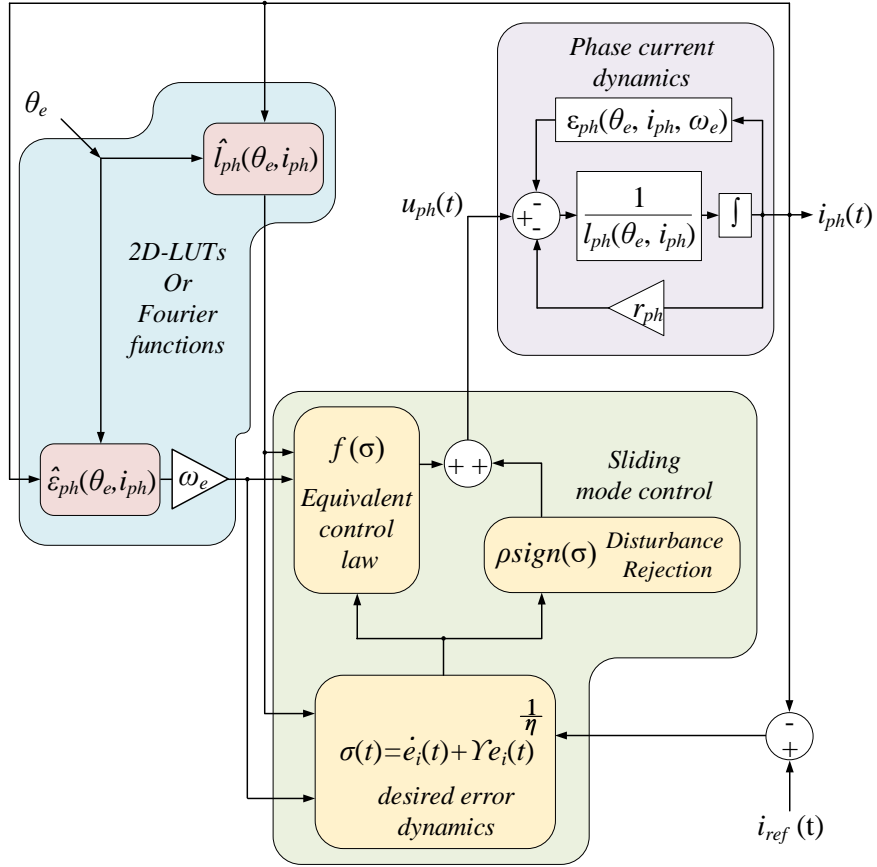 Phase current
dynamics
θe
εph(θe, iph, ωe)
l̂ph(θe,iph)
uph(t)
-
+
-
1
lph(θe, iph)
∫
iph(t)
2D-LUTs
Or
Fourier
functions
rph
f(σ)
Equivalent
control
law
+ +
Sliding
mode control
ε̂ph(θe,iph)
ωe
ρsign(σ) Disturbance
Rejection
1
η
σ(t)=ėi(t)+ϒei(t)
desired error
dynamics
-
+
iref (t)